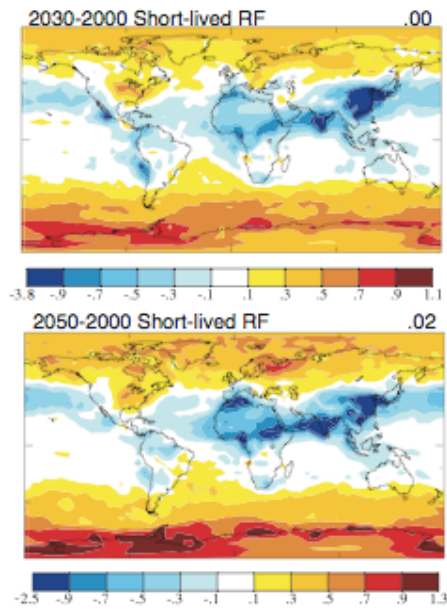 2030-2000 Short-lived RF .00
-3.8 -.9 -.7 -.5 -.3 -.1 .1 .3 .5 .7 .9 1.1
2050-2000 Short-lived RF .02
-2.5 -.9 -.7 -.5 -.3 -.1 .1 .3 .5 .7 .9 1.3